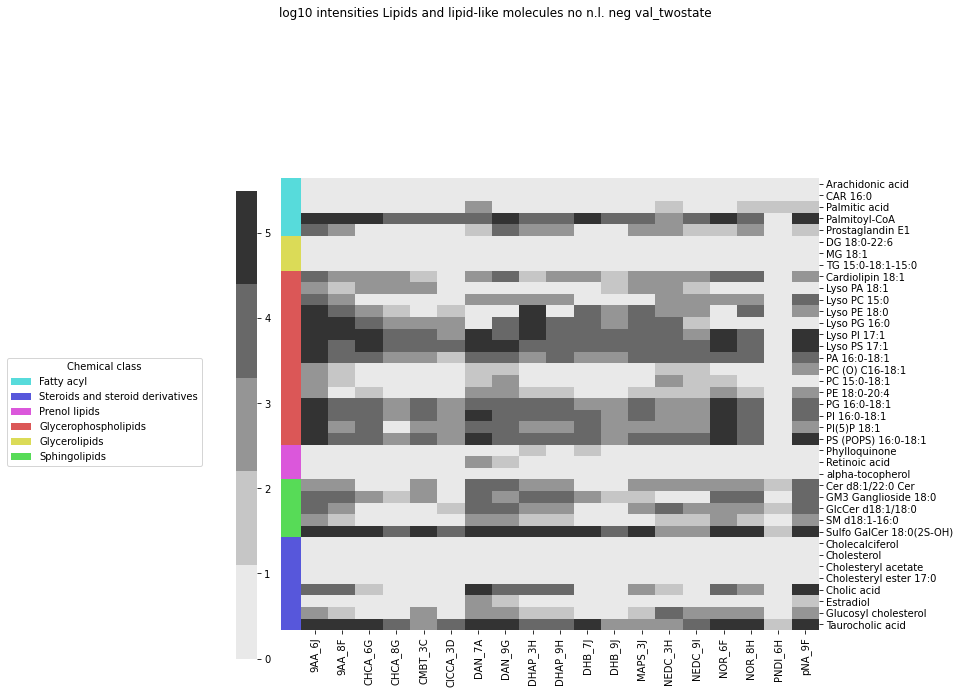 log10 intensities Lipids and lipid-like molecules no n.l. neg val_twostate
Chemical class
Fatty acyl
Steroids and steroid derivatives
Prenol lipids
Glycerophospholipids
Glycerolipids
Sphingolipids
5
4
3
2
1
0
Arachidonic acid
CAR 16:0
Palmitic acid
Palmitoyl-CoA
Prostaglandin E1
DG 18:0-22:6
MG 18:1
TG 15:0-18:1-15:0
Cardiolipin 18:1
Lyso PA 18:1
Lyso PC 15:0
Lyso PE 18:0
Lyso PG 16:0
Lyso PI 17:1
Lyso PS 17:1
PA 16:0-18:1
PC (O) C16-18:1
PC 15:0-18:1
PE 18:0-20:4
PG 16:0-18:1
PI 16:0-18:1
PI(5)P 18:1
PS (POPS) 16:0-18:1
Phylloquinone
Retinoic acid
alpha-tocopherol
Cer d8:1/22:0 Cer
GM3 Ganglioside 18:0
GlcCer d18:1/18:0
SM d18:1-16:0
Sulfo GalCer 18:0(2S-OH)
Cholecalciferol
Cholesterol
Cholesteryl acetate
Cholesteryl ester 17:0
Cholic acid
Estradiol
Glucosyl cholesterol
Taurocholic acid
9AA_6J
9AA_8F
CHCA_6G
CHCA_8G
CMBT_3C
ClCCA_3D
DAN_7A
DAN_9G
DHAP_3H
DHAP_9H
DHB_7J
DHB_9J
MAPS_3J
NEDC_3H
NEDC_9I
NOR_6F
NOR_8H
PNDI_6H
pNA_9F